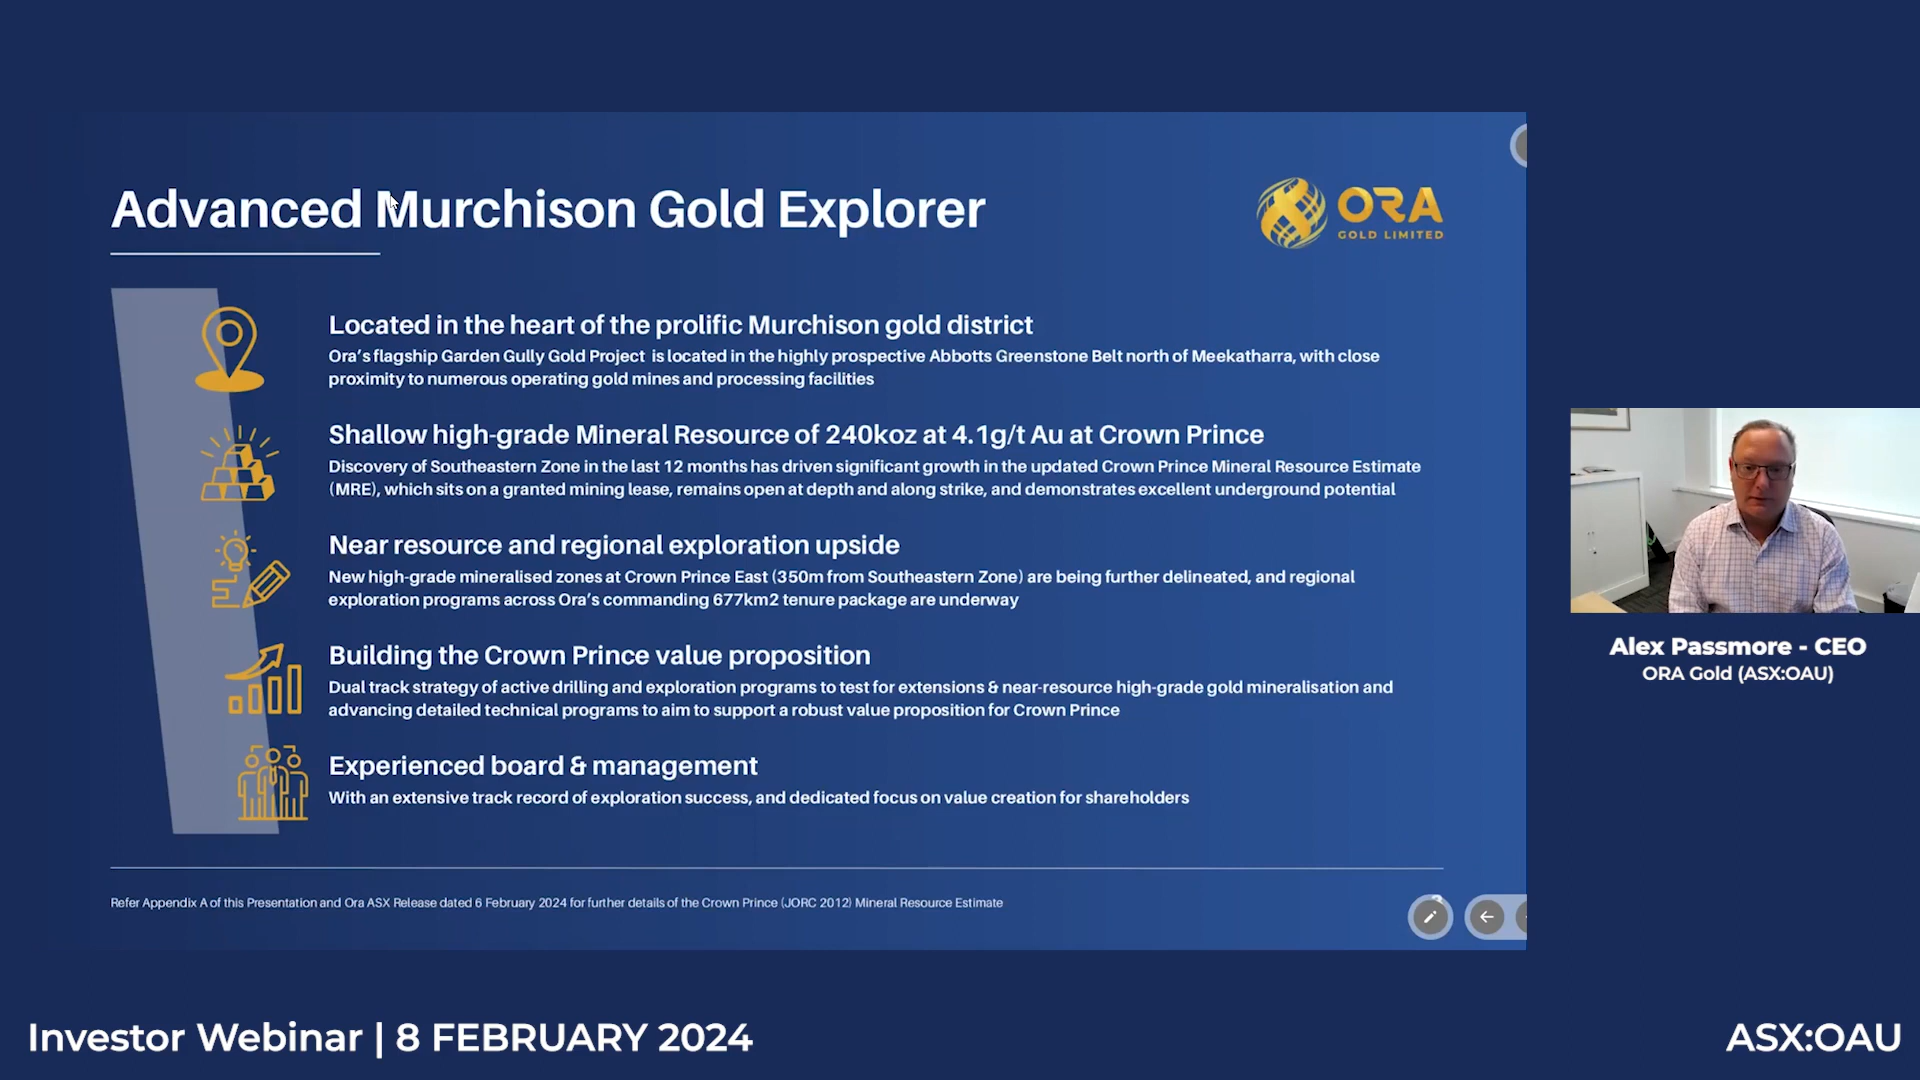 Advanced Murchison Gold Explorer
ORA
GOLD LIMITED
Located in the heart of the prolific Murchison gold district
Ora's flagship Garden Gully Gold Project is located in the highly prospective Abbotts Greenstone Belt north of Meekatharra, with close
proximity to numerous operating gold mines and processing facilities
Shallow high-grade Mineral Resource of 240koz at 4.1g/t Au at Crown Prince
Discovery of Southeastern Zone in the last 12 months has driven significant growth in the updated Crown Prince Mineral Resource Estimate
(MRE), which sits on a granted mining lease, remains open at depth and along strike, and demonstrates excellent underground potential
Near resource and regional exploration upside
New high-grade mineralised zones at Crown Prince East (350m from Southeastern Zone) are being further delineated, and regional
exploration programs across Ora's commanding 677km2 tenure package are underway
Building the Crown Prince value proposition
Dual track strategy of active drilling and exploration programs to test for extensions & near-resource high-grade gold mineralisation and
advancing detailed technical programs to aim to support a robust value proposition for Crown Prince
Experienced board & management
With an extensive track record of exploration success, and dedicated focus on value creation for shareholders
Refer Appendix A of this Presentation and Ora ASX Release dated 6 February 2024 for further details of the Crown Prince (JORC 2012) Mineral Resource Estimate
Alex Passmore - CEO
ORA Gold (ASX:OAU)
Investor Webinar | 8 FEBRUARY 2024
ASX:OAU